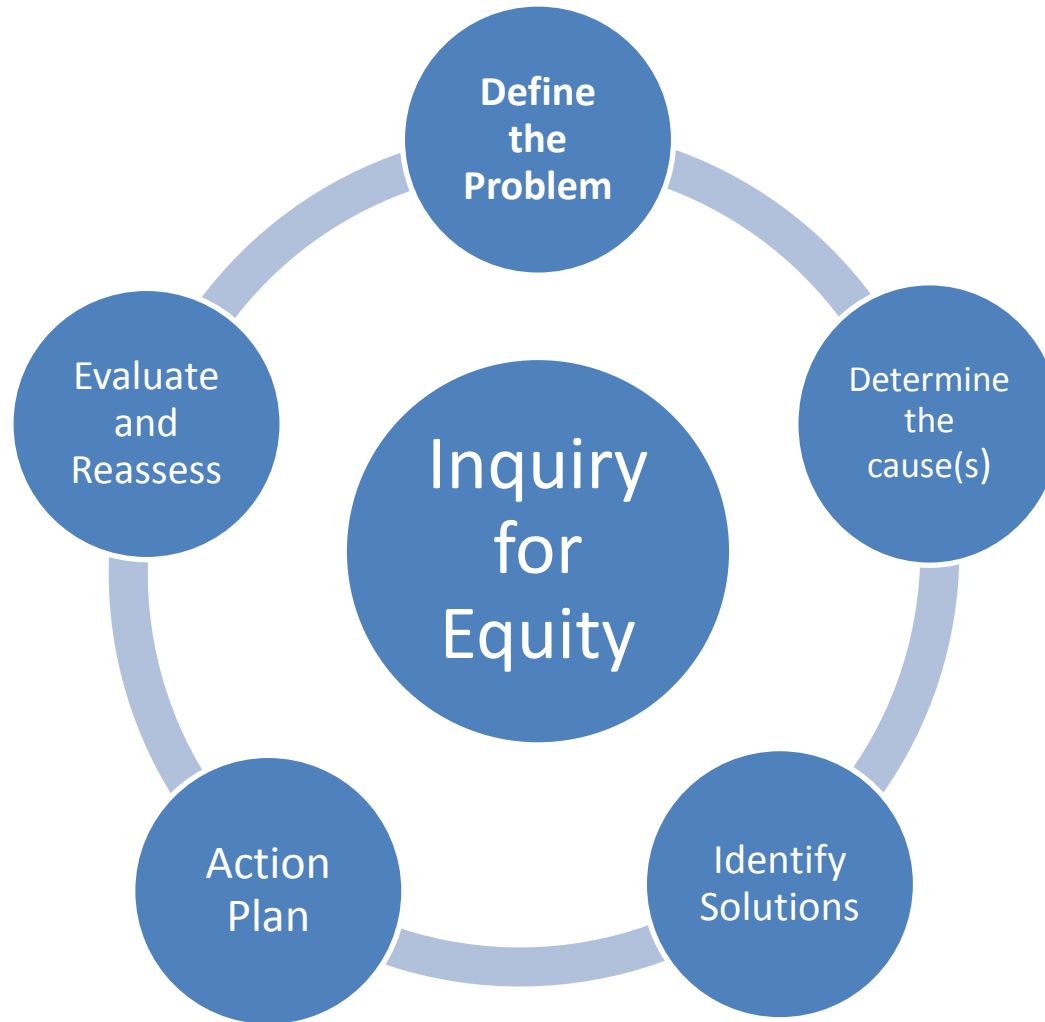 Define
the
Problem
Determine
the
cause(s)
Identify
Solutions
Action
Plan
Evaluate
and
Reassess
Inquiry
for
Equity